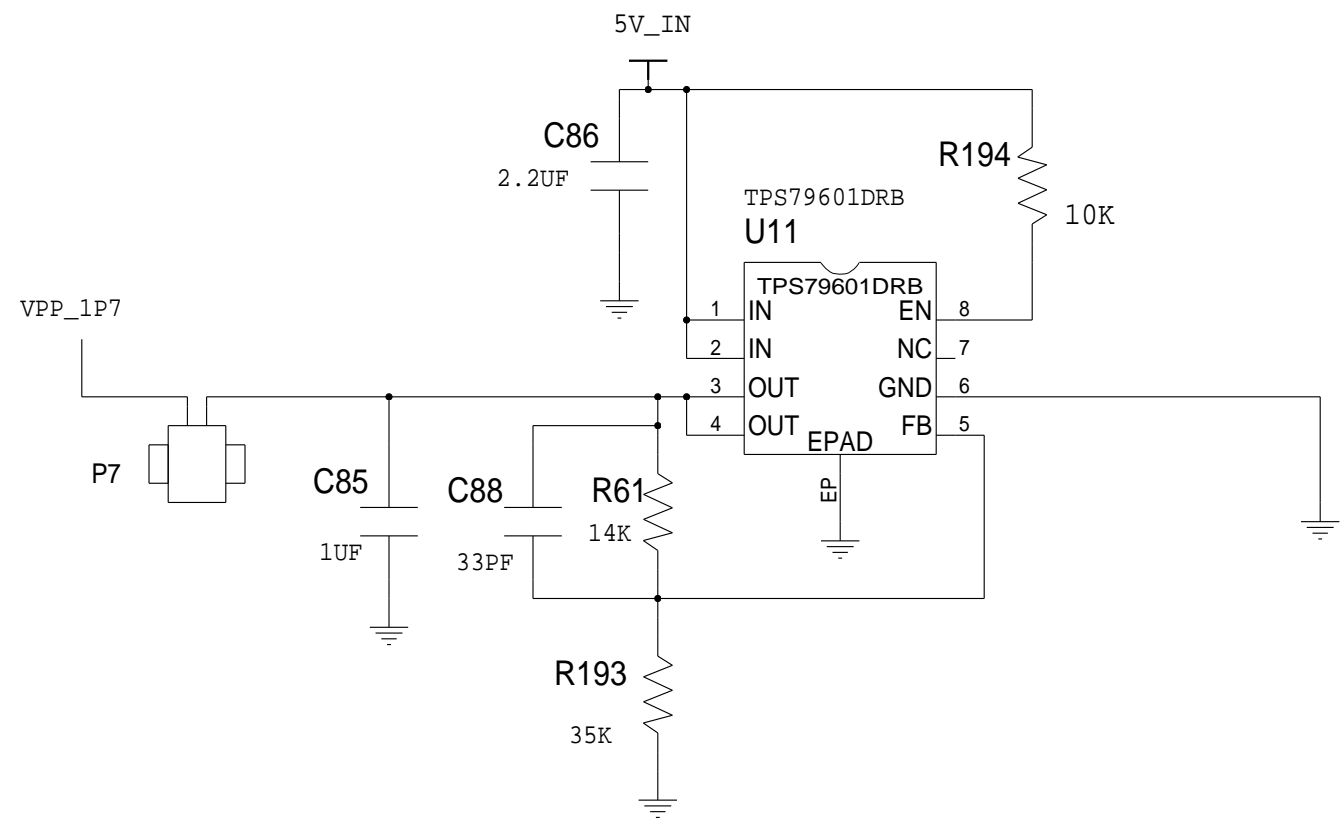 5V_IN
C86
2.2UF
R194
10K
TPS79601DRB
U11
TPS79601DRB
VPP_1P7
1 IN EN 8
2 IN NC 7
3 OUT GND 6
4 OUT FB 5
EPAD
EP
P7
C85
1UF
C88
33PF
R61
14K
R193
35K